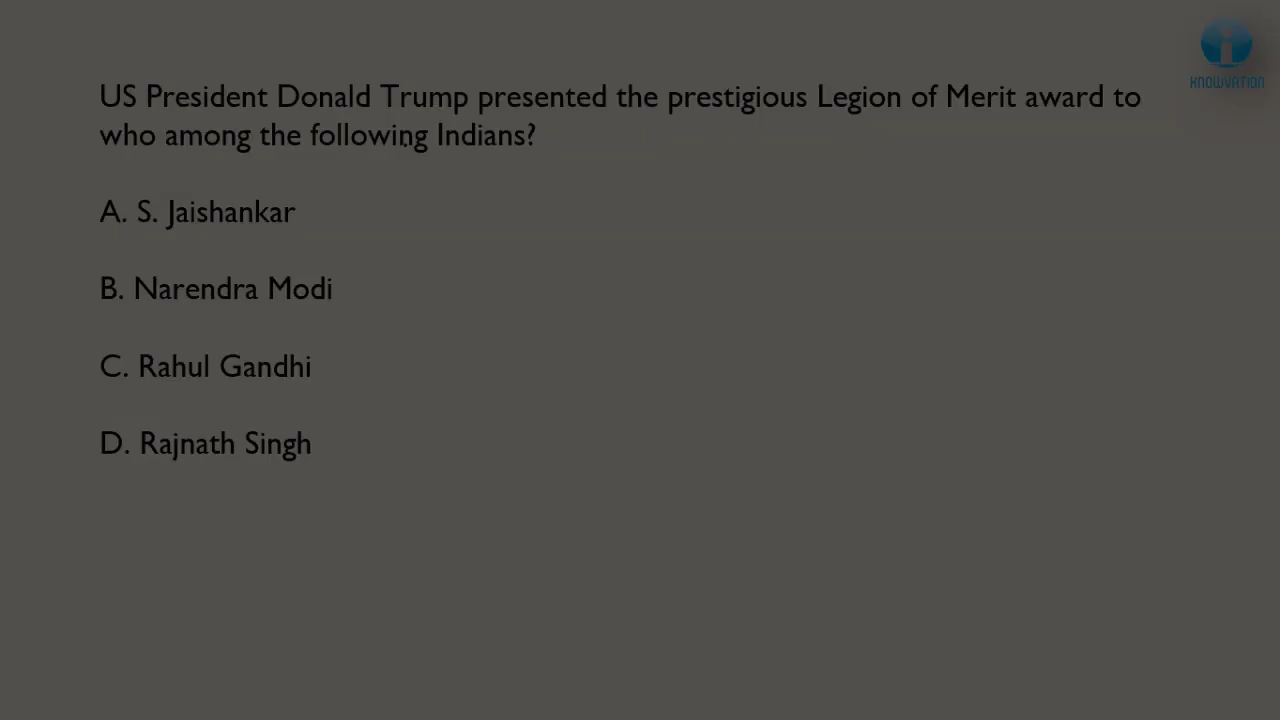 KNOWVATION
US President Donald Trump presented the prestigious Legion of Merit award to
who among the following Indians?
A. S. Jaishankar
B. Narendra Modi
C. Rahul Gandhi
D. Rajnath Singh